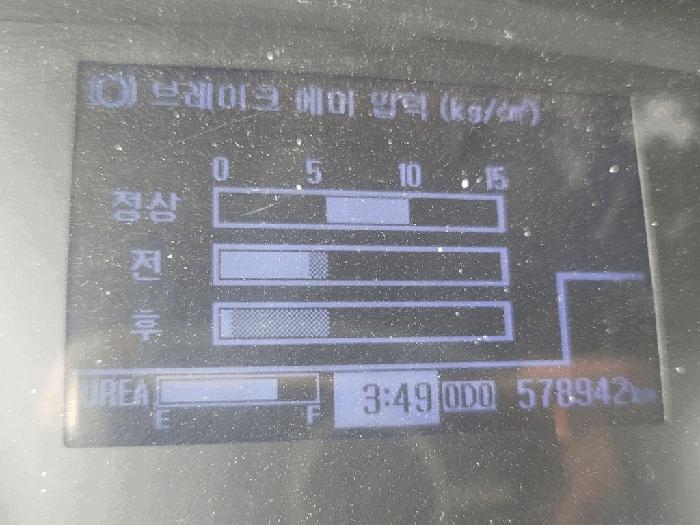 브레이크 에어 압력 (kg/cm²)
0 5 10 15
정상
전
후
UREA E F 3:49 ODO 578942km